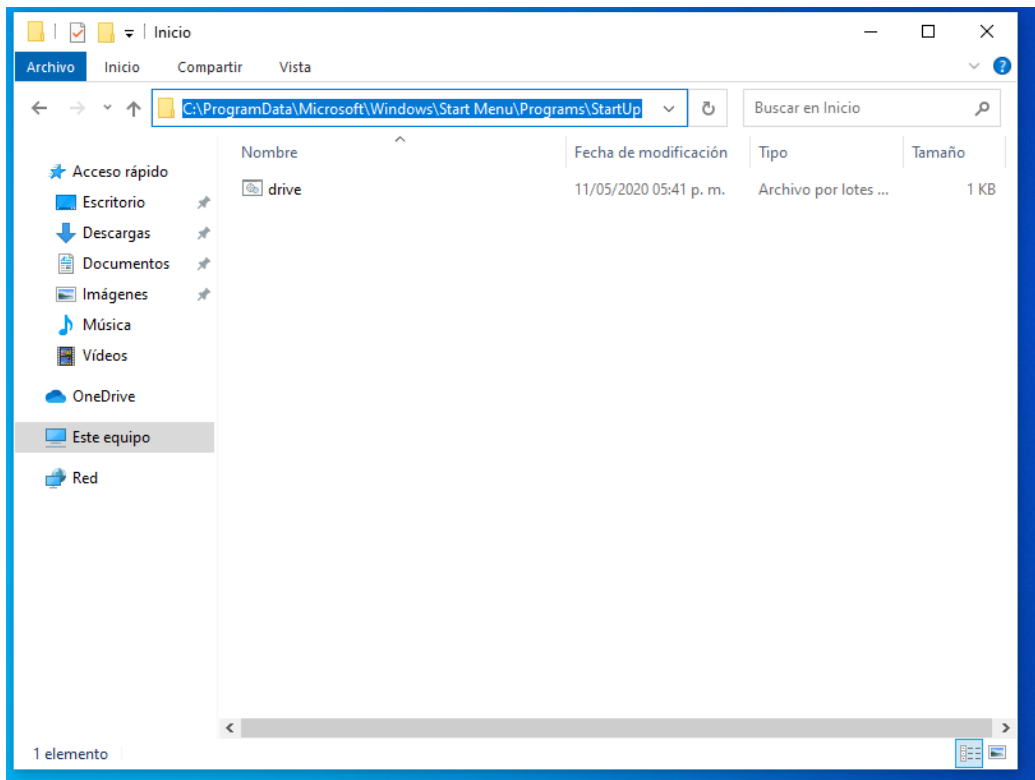 Inicio
Archivo Inicio Compartir Vista
C:\ProgramData\Microsoft\Windows\Start Menu\Programs\StartUp
Buscar en Inicio
Nombre Fecha de modificación Tipo Tamaño
drive 11/05/2020 05:41 p. m. Archivo por lotes ... 1 KB
Acceso rápido
Escritorio
Descargas
Documentos
Imágenes
Música
Vídeos
OneDrive
Este equipo
Red
1 elemento